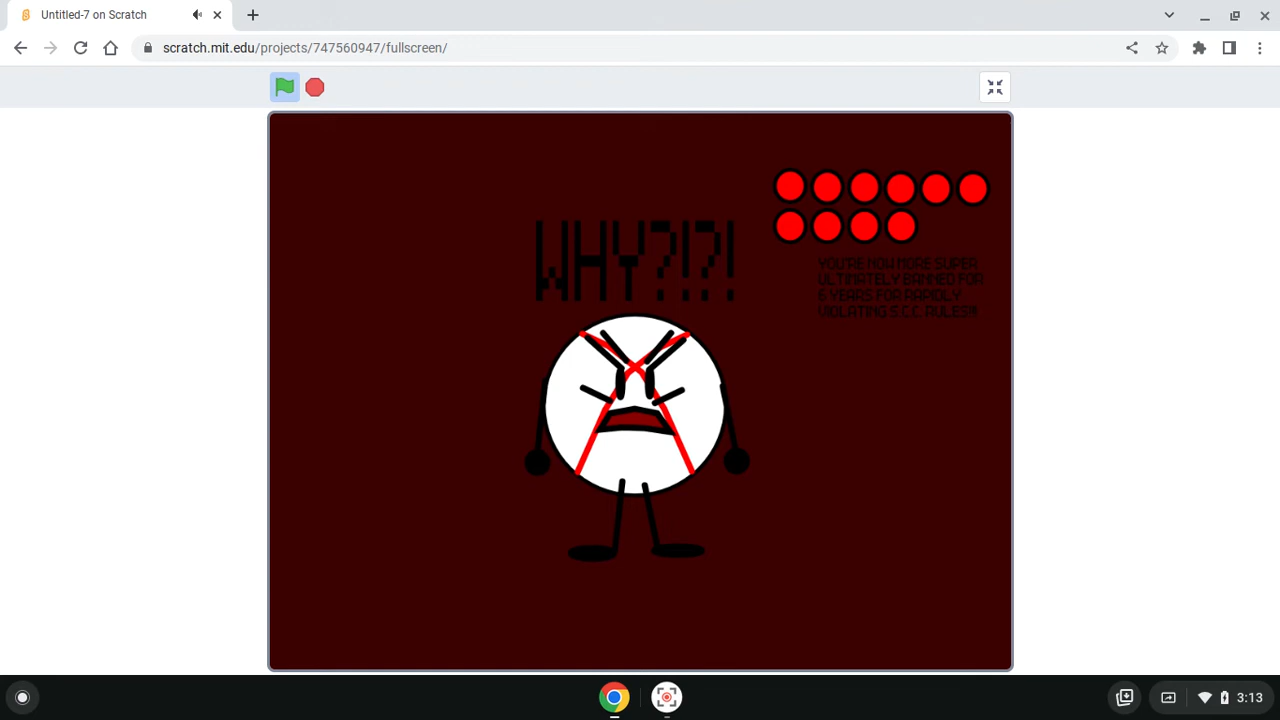 Untitled-7 on Scratch
scratch.mit.edu/projects/747560947/fullscreen/
WHY?!?!
YOU'RE NOW MORE SUPER
ULTIMATELY BANNED FOR
6 YEARS FOR RAPIDLY
VIOLATING S.C.C RULES!!!
3:13